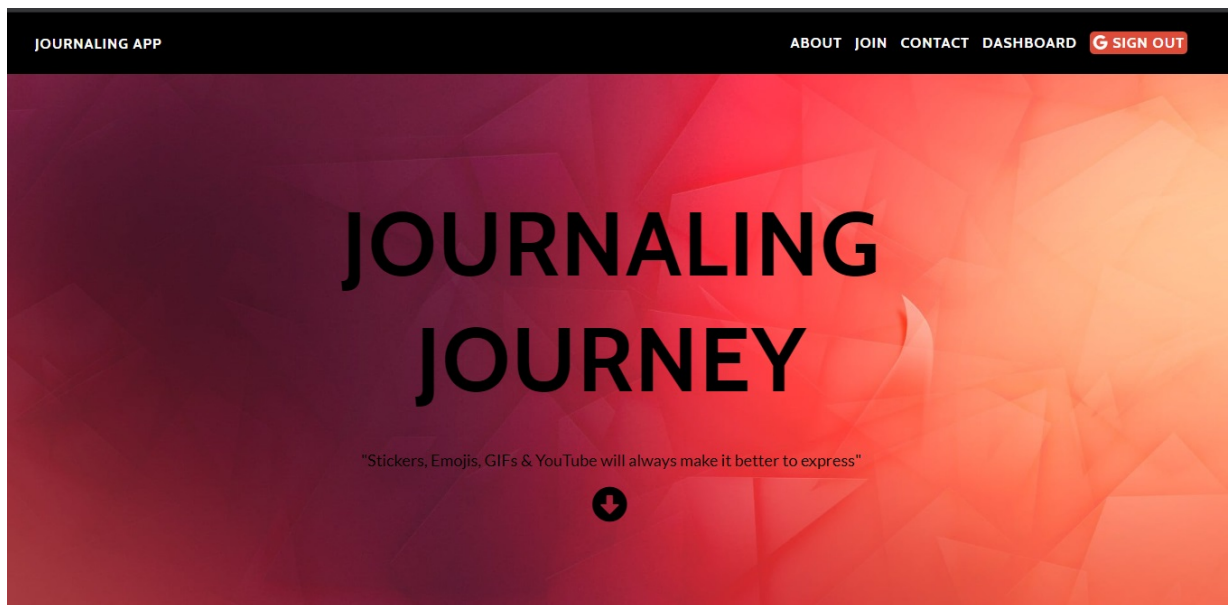 JOURNALING APP
ABOUT JOIN CONTACT DASHBOARD G SIGN OUT
JOURNALING
JOURNEY
"Stickers, Emojis, GIFs & YouTube will always make it better to express"